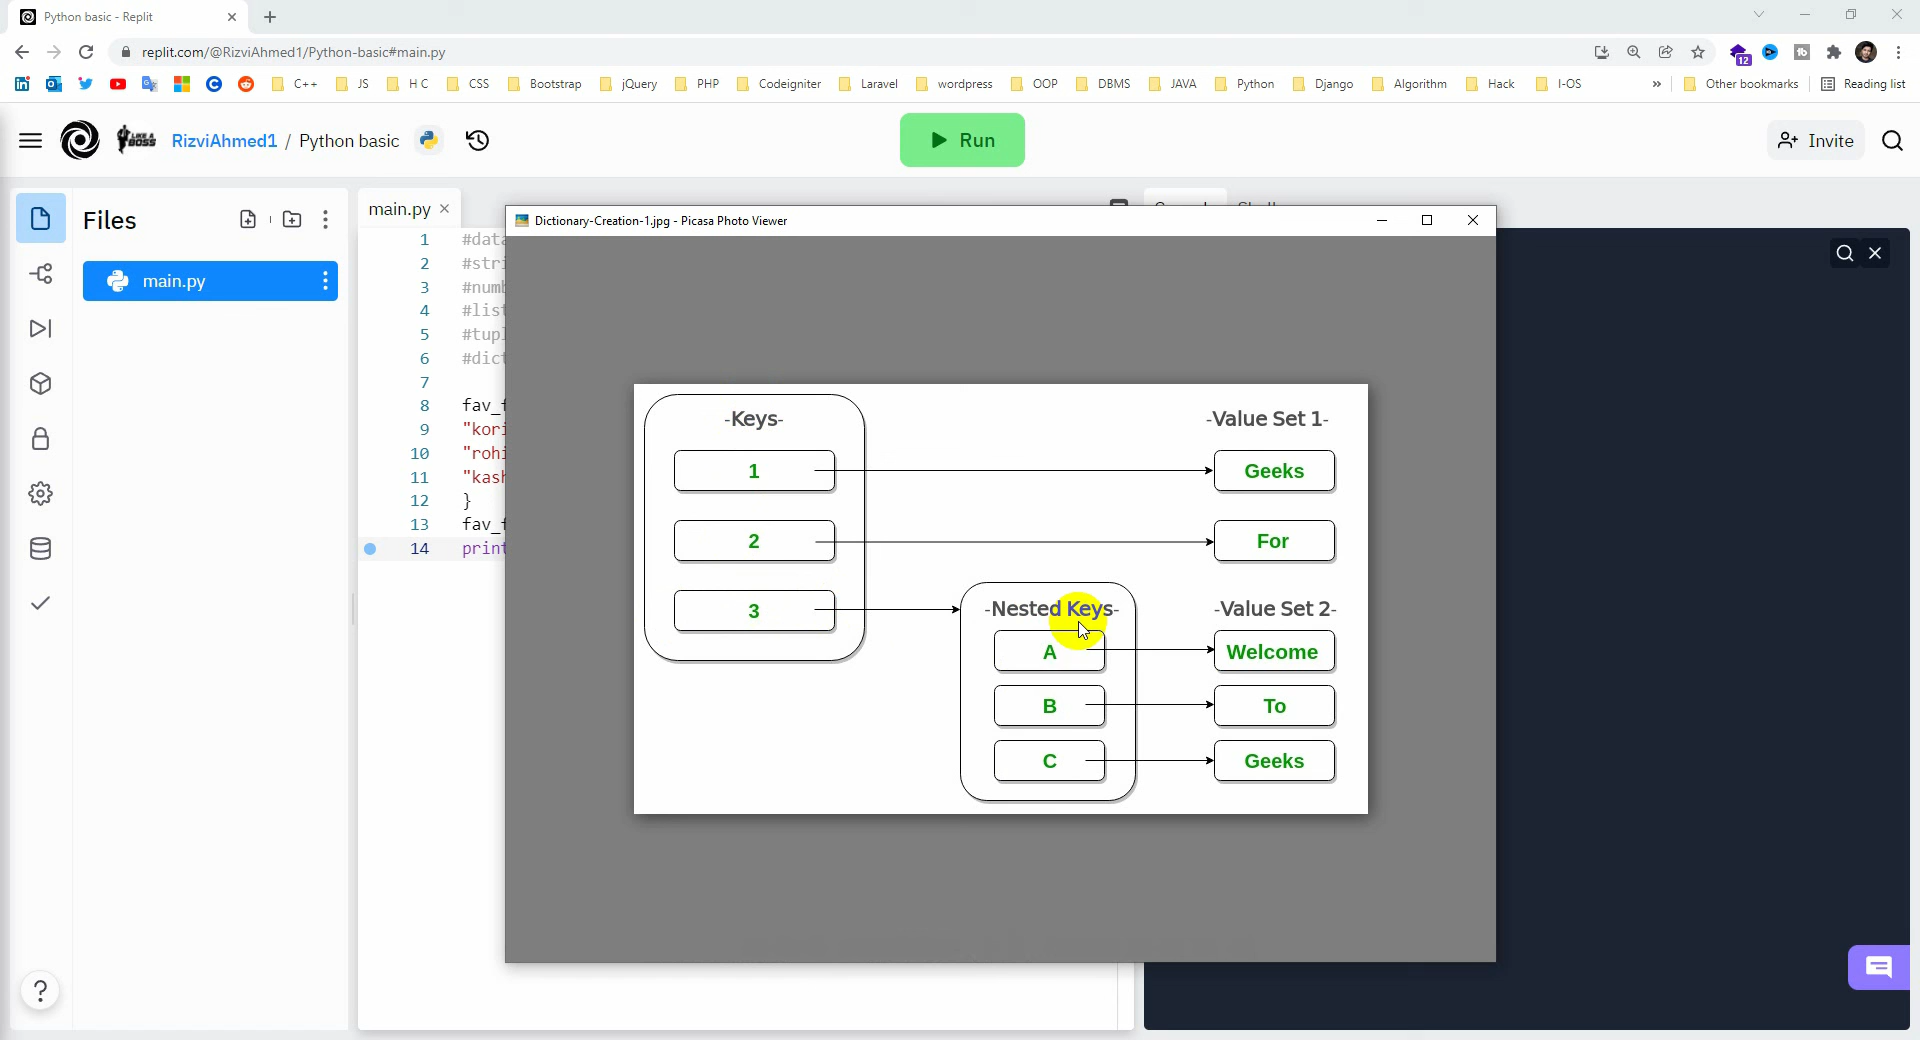 Python basic - Replit
replit.com/@RizviAhmed1/Python-basic#main.py
12
C++ JS H C CSS Bootstrap jQuery PHP Codeigniter Laravel wordpress OOP DBMS JAVA Python Django Algorithm Hack I-OS » Other bookmarks Reading list
LIKE A BOSS RizviAhmed1 / Python basic Run Invite
Files
main.py
main.py
Dictionary-Creation-1.jpg - Picasa Photo Viewer
1 #data
2 #stri
3 #numb
4 #list
5 #tupl
6 #dict
7
8 fav_f
9 "kori
10 "rohi
11 "kash
12 }
13 fav_f
14 print
-Keys- -Value Set 1-
1 Geeks
2 For
3 -Nested Keys- -Value Set 2-
A Welcome
B To
C Geeks
?